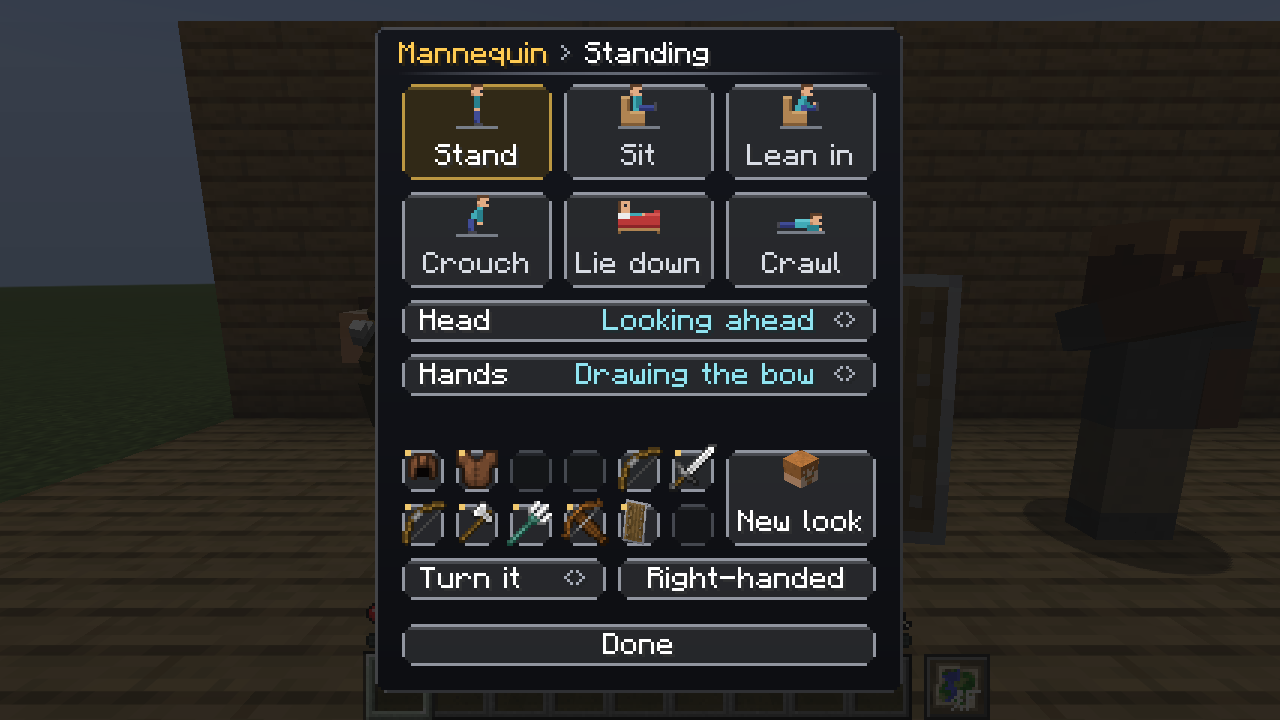 Mannequin > Standing
Stand
Sit
Lean in
Crouch
Lie down
Crawl
Head Looking ahead <>
Hands Drawing the bow <>
New look
Turn it <>
Right-handed
Done